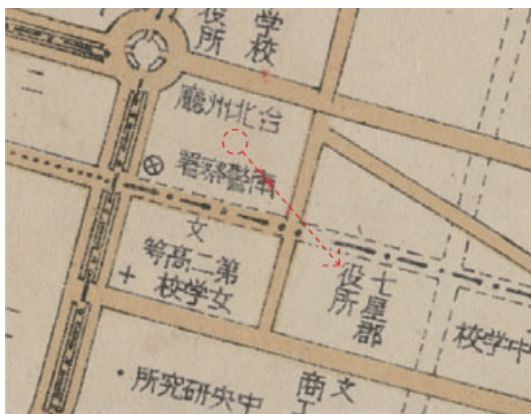 学校
役所
台北州廳
南警察署
文
第二高等
女学校
七星郡
役所
中学校
中央研究所
文
商工
二